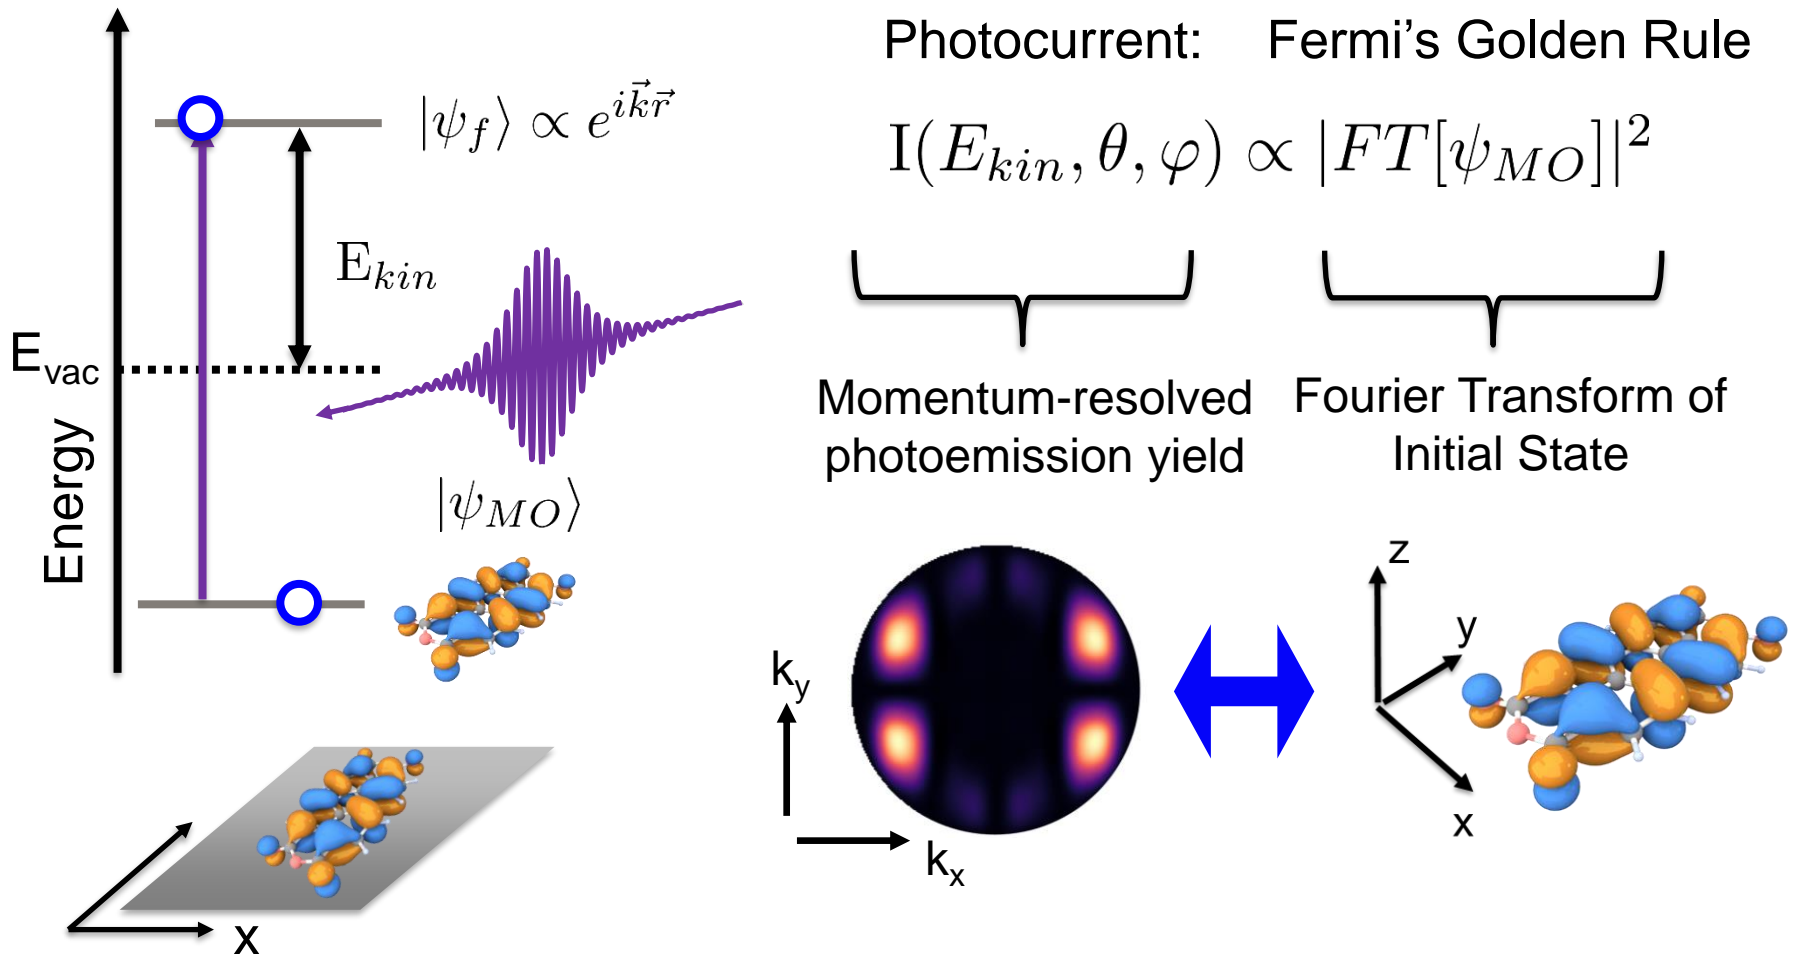 Photocurrent: Fermi's Golden Rule
|ψ_f⟩ ∝ e^{i\vec{k}\vec{r}}
I(E_{kin}, θ, φ) ∝ |FT[ψ_{MO}]|^2
E_{kin}
E_{vac}
Energy
|ψ_{MO}⟩
Momentum-resolved
photoemission yield
Fourier Transform of
Initial State
k_y
k_x
z
y
x
x